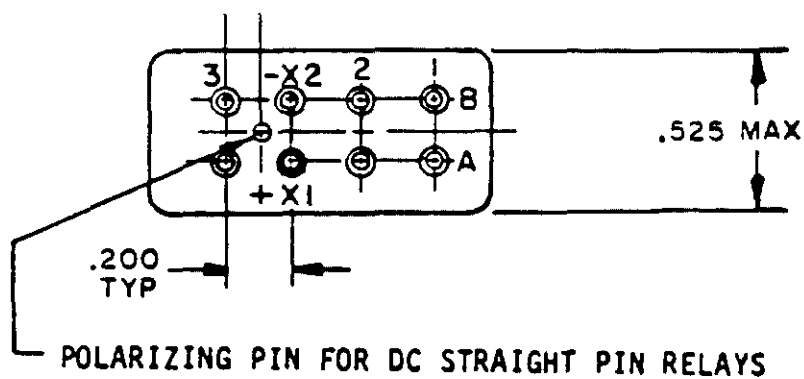 3 -X2 2 1
B
.525 MAX
A
+X1
.200
TYP
POLARIZING PIN FOR DC STRAIGHT PIN RELAYS